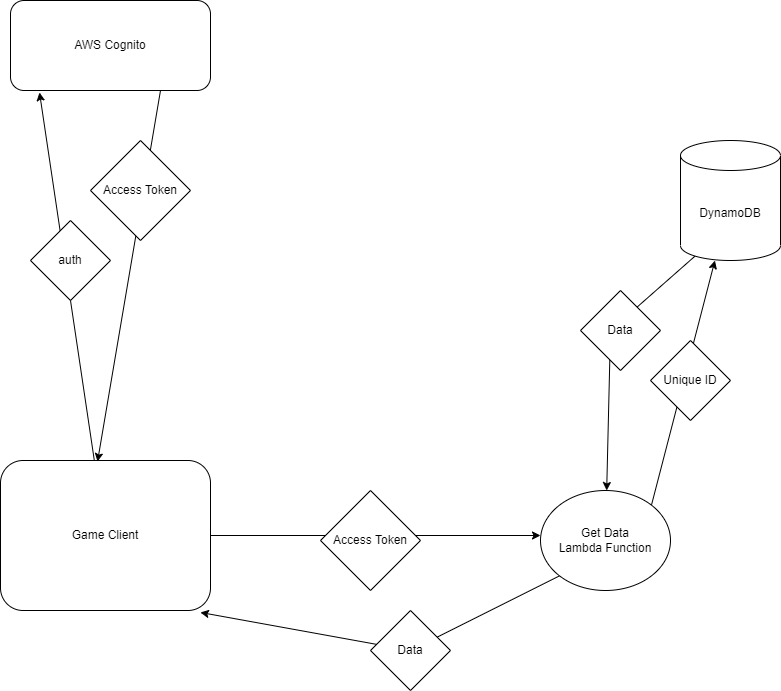 AWS Cognito
Access Token
DynamoDB
auth
Data
Unique ID
Game Client
Access Token
Get Data
Lambda Function
Data